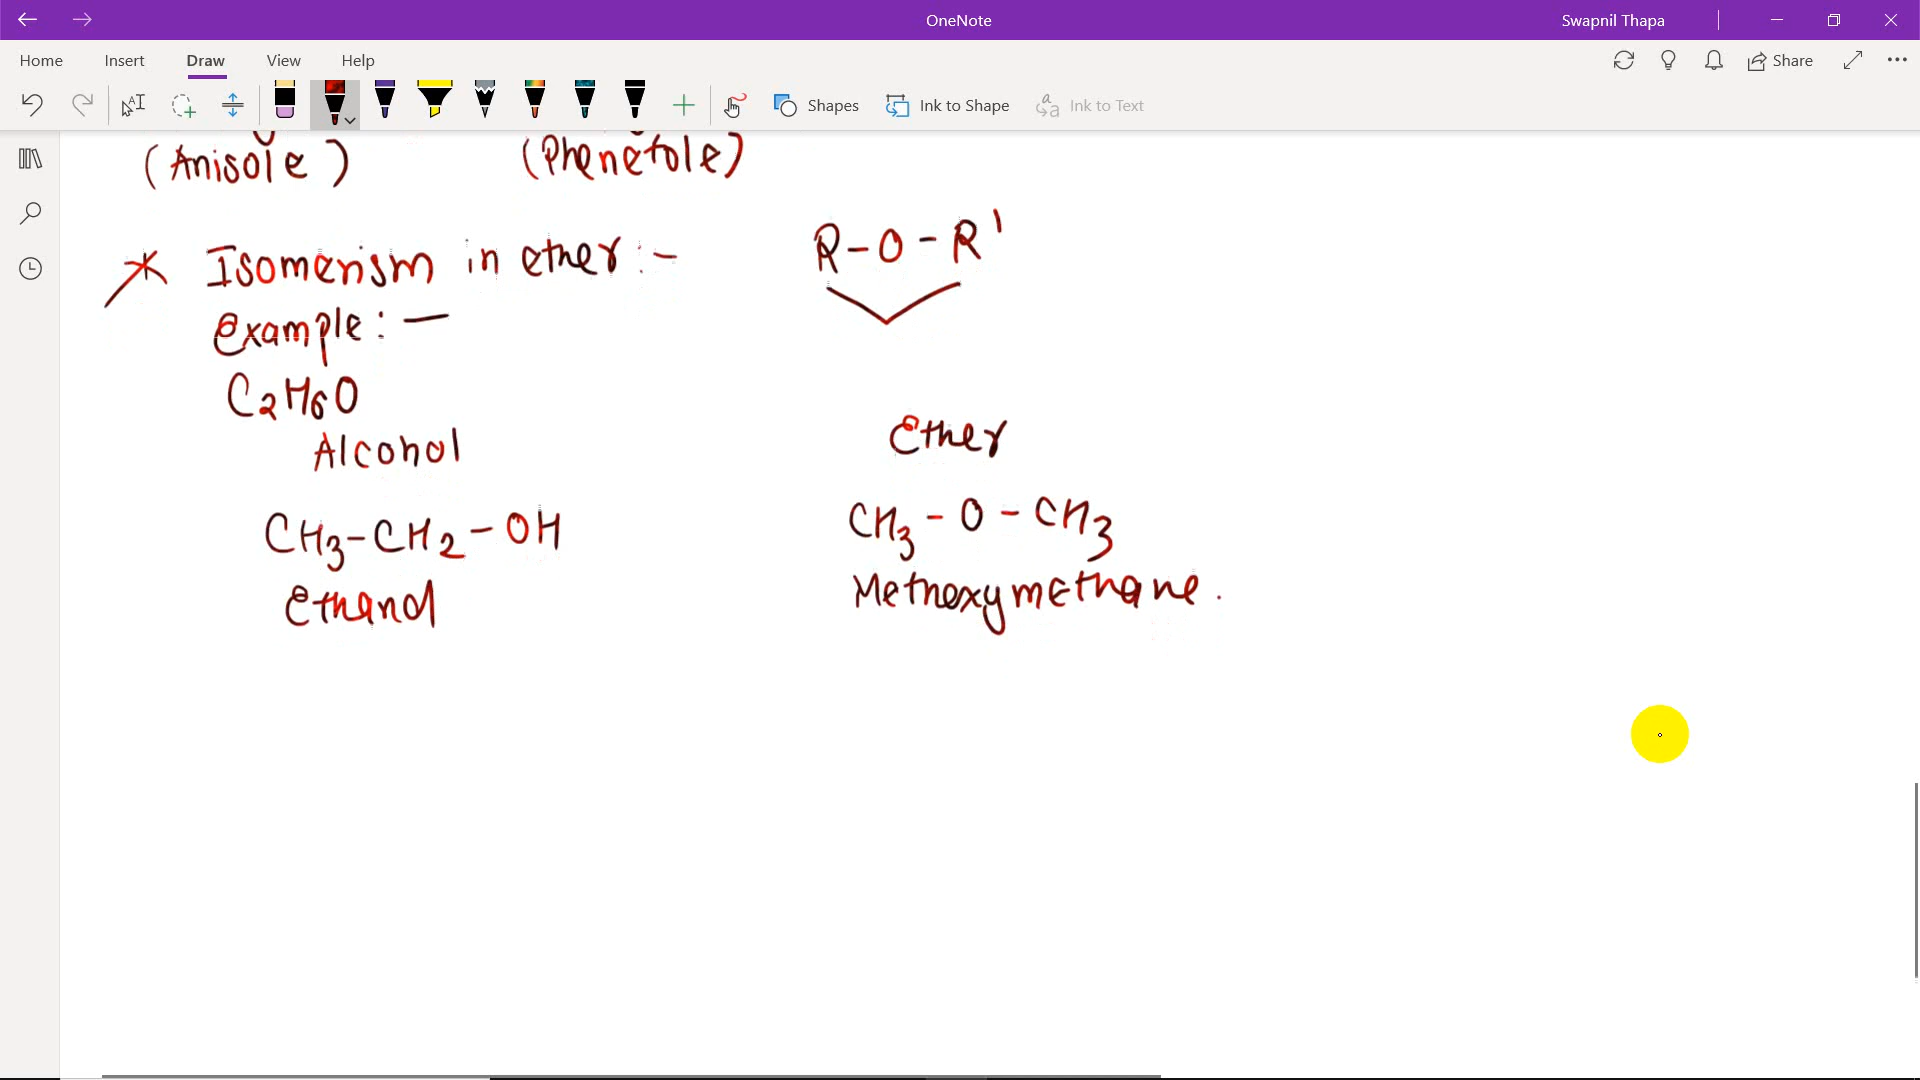 OneNote
Swapnil Thapa
Home Insert Draw View Help
Share
Shapes Ink to Shape Ink to Text
(Anisole) (Phenetole)
* Isomerism in ether :-
R-O-R'
Example: —
C2H6O
Alcohol Ether
CH3-CH2-OH CH3-O-CH3
Ethanol Methoxymethane.